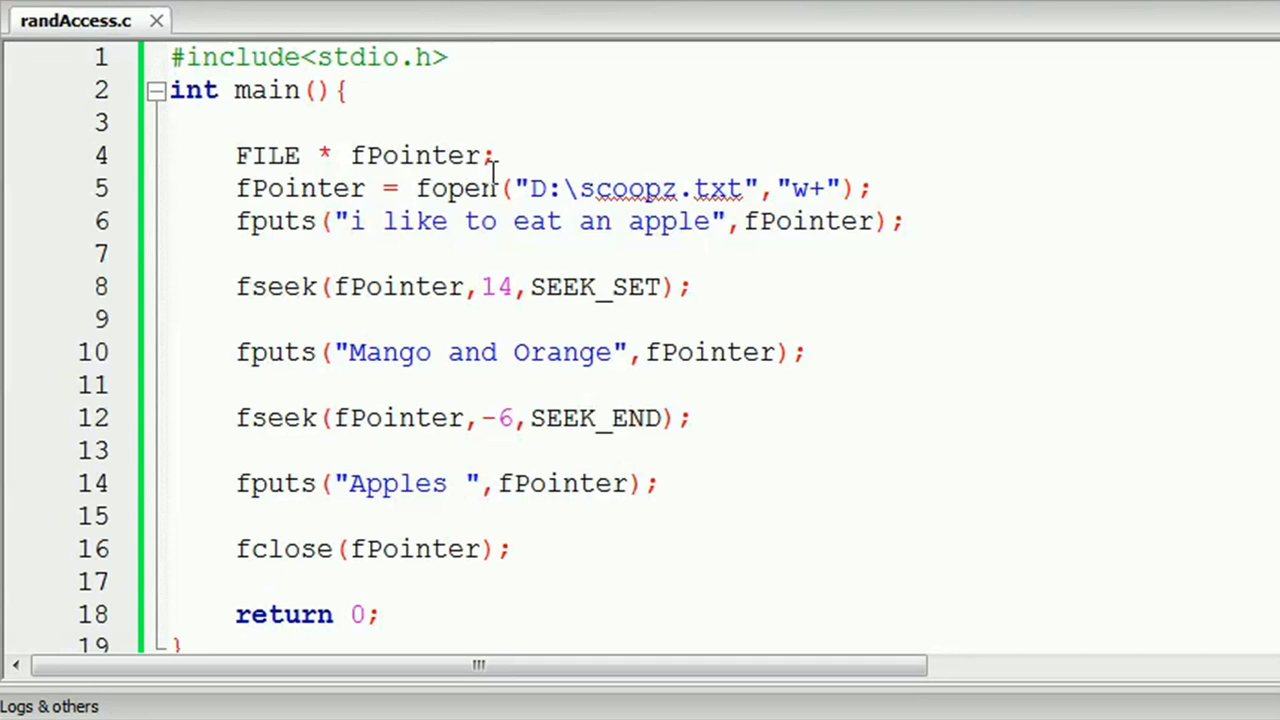 randAccess.c
1 #include<stdio.h>
2 int main(){
3
4 FILE * fPointer;
5 fPointer = fopen("D:\scoopz.txt","w+");
6 fputs("i like to eat an apple",fPointer);
7
8 fseek(fPointer,14,SEEK_SET);
9
10 fputs("Mango and Orange",fPointer);
11
12 fseek(fPointer,-6,SEEK_END);
13
14 fputs("Apples ",fPointer);
15
16 fclose(fPointer);
17
18 return 0;
19 }
Logs & others